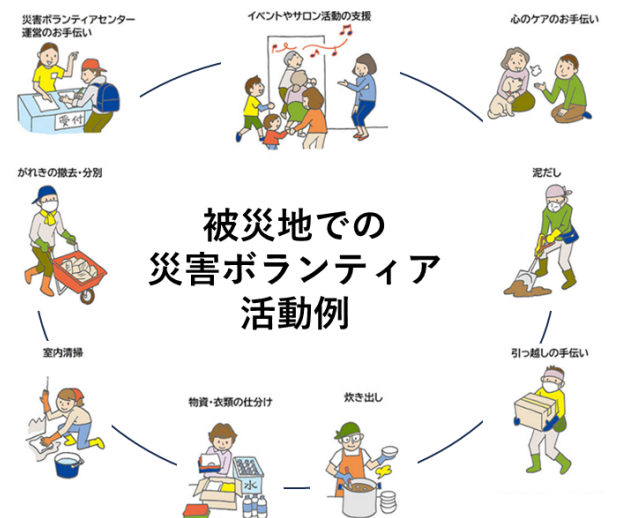 災害ボランティアセンター
運営のお手伝い
イベントやサロン活動の支援
心のケアのお手伝い
受付
がれきの撤去・分別
泥だし
被災地での
災害ボランティア
活動例
室内清掃
引っ越しの手伝い
物資・衣類の仕分け
炊き出し
水